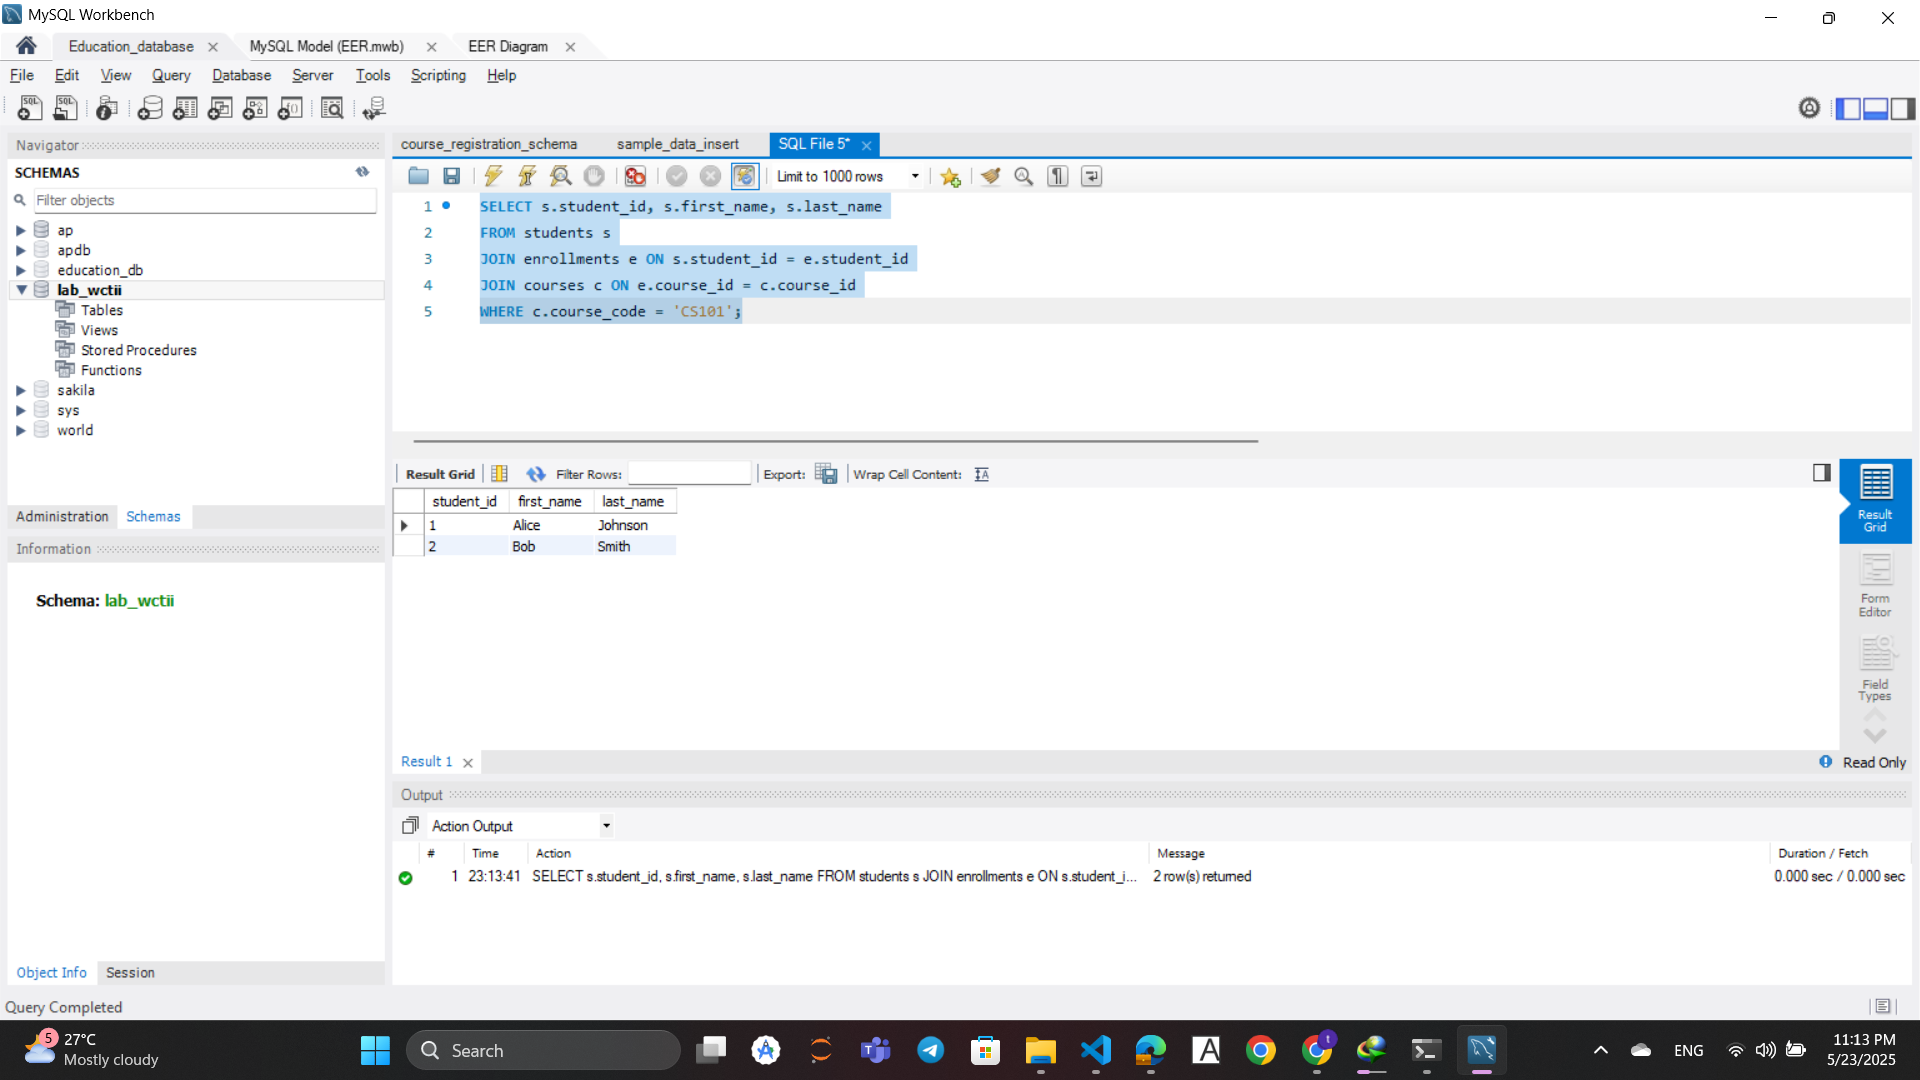 MySQL Workbench
Education_database
MySQL Model (EER.mwb)
EER Diagram
File Edit View Query Database Server Tools Scripting Help
Navigator
SCHEMAS
Filter objects
ap
apdb
education_db
lab_wctii
Tables
Views
Stored Procedures
Functions
sakila
sys
world
Administration Schemas
Information
Schema: lab_wctii
Object Info Session
course_registration_schema sample_data_insert SQL File 5*
Limit to 1000 rows
1 SELECT s.student_id, s.first_name, s.last_name
2 FROM students s
3 JOIN enrollments e ON s.student_id = e.student_id
4 JOIN courses c ON e.course_id = c.course_id
5 WHERE c.course_code = 'CS101';
Result Grid Filter Rows: Export: Wrap Cell Content:
student_id first_name last_name
1 Alice Johnson
2 Bob Smith
Result
Grid
Form
Editor
Field
Types
Result 1
Read Only
Output
Action Output
# Time Action Message Duration / Fetch
1 23:13:41 SELECT s.student_id, s.first_name, s.last_name FROM students s JOIN enrollments e ON s.student_i... 2 row(s) returned 0.000 sec / 0.000 sec
Query Completed
5
27°C
Mostly cloudy
Search
t
ENG
11:13 PM
5/23/2025